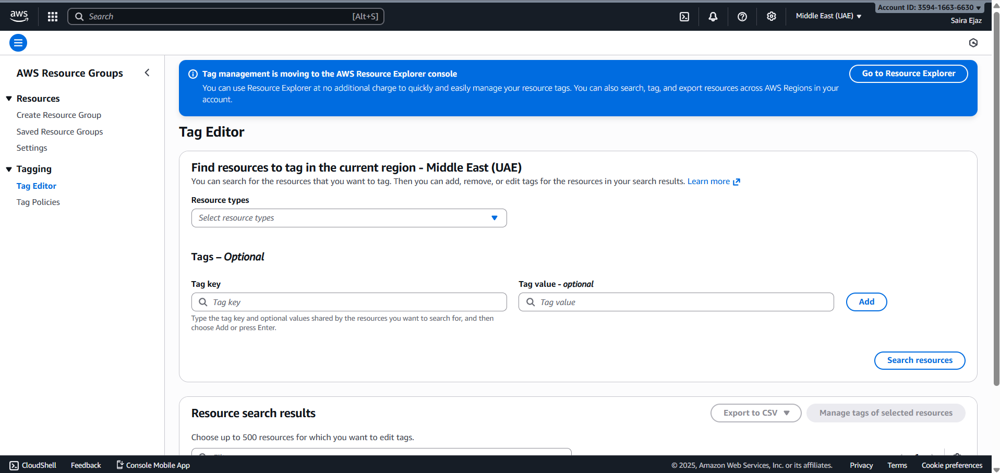 aws
Search
[Alt+S]
Middle East (UAE)
Account ID: 3594-1663-6630
Saira Ejaz
AWS Resource Groups
Resources
Create Resource Group
Saved Resource Groups
Settings
Tagging
Tag Editor
Tag Policies
Tag management is moving to the AWS Resource Explorer console
You can use Resource Explorer at no additional charge to quickly and easily manage your resource tags. You can also search, tag, and export resources across AWS Regions in your
account.
Go to Resource Explorer
Tag Editor
Find resources to tag in the current region - Middle East (UAE)
You can search for the resources that you want to tag. Then you can add, remove, or edit tags for the resources in your search results. Learn more
Resource types
Select resource types
Tags – Optional
Tag key
Tag value - optional
Tag key
Tag value
Add
Type the tag key and optional values shared by the resources you want to search for, and then
choose Add or press Enter.
Search resources
Resource search results
Export to CSV
Manage tags of selected resources
Choose up to 500 resources for which you want to edit tags.
CloudShell
Feedback
Console Mobile App
© 2025, Amazon Web Services, Inc. or its affiliates.
Privacy
Terms
Cookie preferences